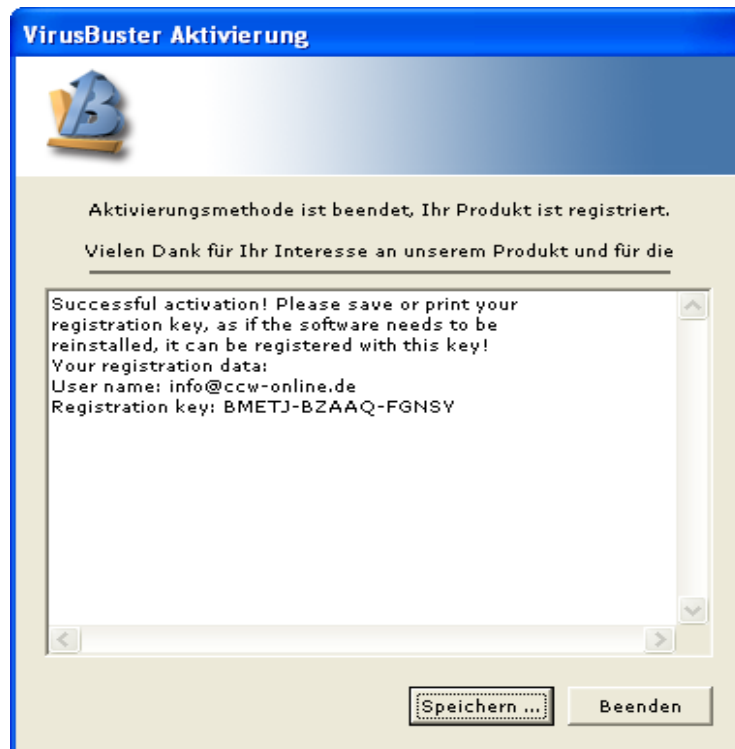 VirusBuster Aktivierung
Aktivierungsmethode ist beendet, Ihr Produkt ist registriert.
Vielen Dank für Ihr Interesse an unserem Produkt und für die
Successful activation! Please save or print your
registration key, as if the software needs to be
reinstalled, it can be registered with this key!
Your registration data:
User name: info@ccw-online.de
Registration key: BMETJ-BZAAQ-FGNSV
Speichern ...
Beenden